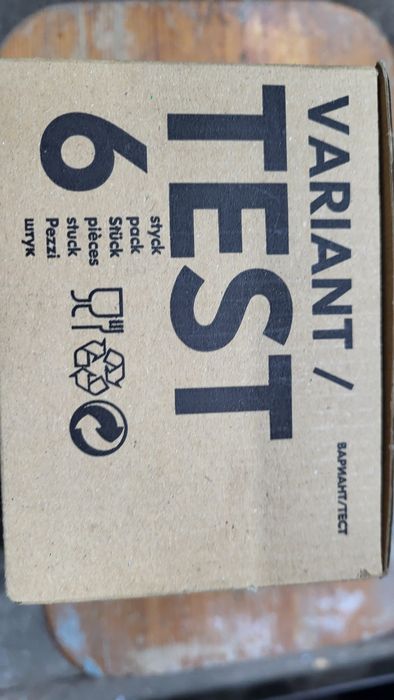 VARIANT /
ВАРИАНТ/ТЕСТ
TEST
6
styck
pack
Stück
pièces
stuck
Pezzi
штук